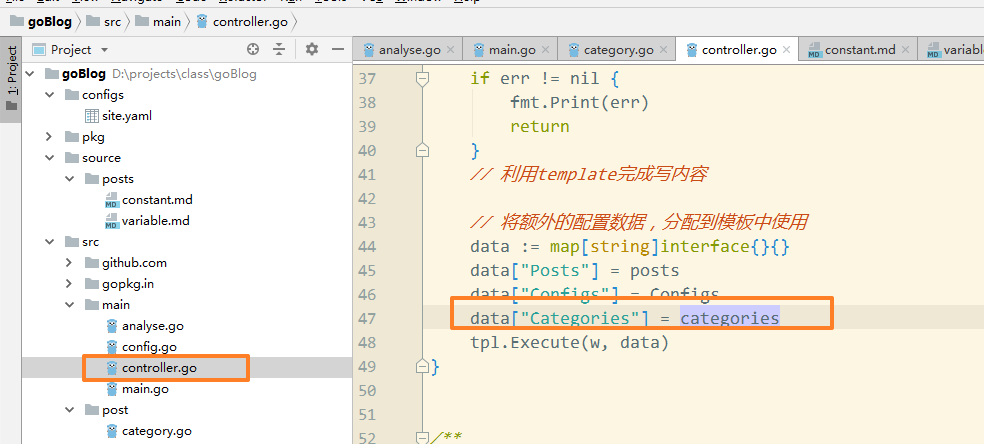 goBlog src main controller.go
1: Project
Project
goBlog D:\projects\class\goBlog
configs
site.yaml
pkg
source
posts
constant.md
variable.md
src
github.com
gopkg.in
main
analyse.go
config.go
controller.go
main.go
post
category.go
analyse.go main.go category.go controller.go constant.md variabl
37 if err != nil {
38 fmt.Print(err)
39 return
40 }
41 // 利用template完成写内容
42
43 // 将额外的配置数据，分配到模板中使用
44 data := map[string]interface{}{}
45 data["Posts"] = posts
46 data["Configs"] = Configs
47 data["Categories"] = categories
48 tpl.Execute(w, data)
49 }
50
51
52 /**